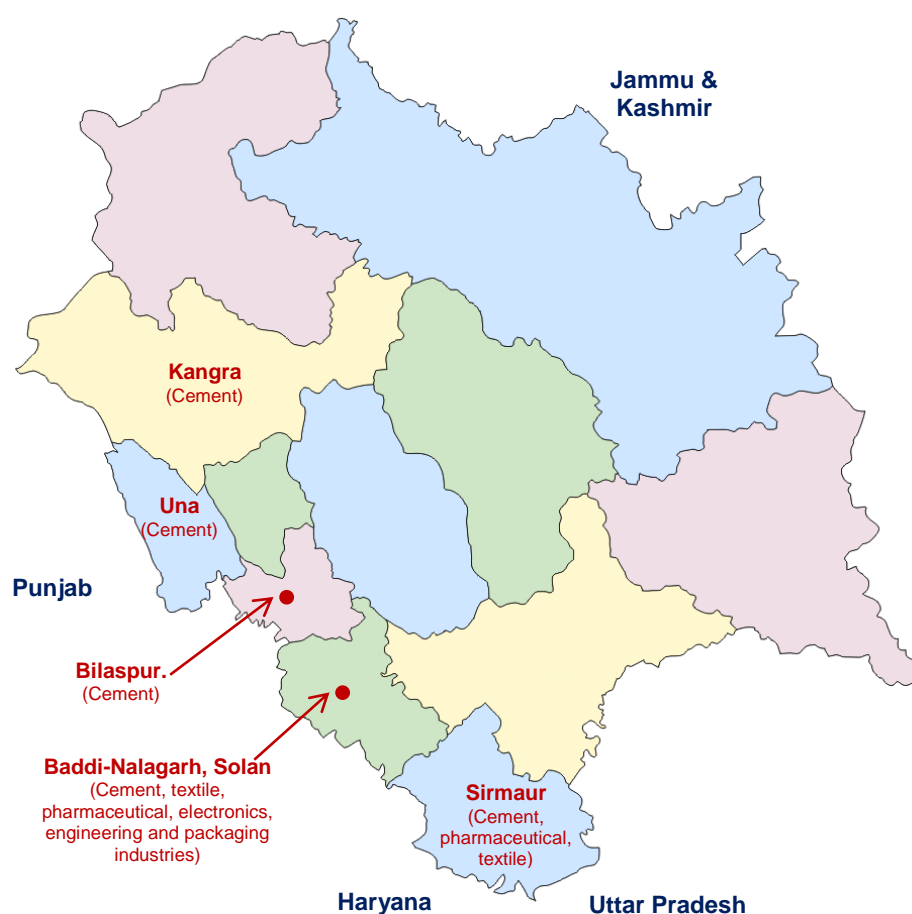 Jammu &
Kashmir
Kangra
(Cement)
Una
(Cement)
Punjab
Bilaspur.
(Cement)
Baddi-Nalagarh, Solan
(Cement, textile,
pharmaceutical, electronics,
engineering and packaging
industries)
Sirmaur
(Cement,
pharmaceutical,
textile)
Haryana
Uttar Pradesh